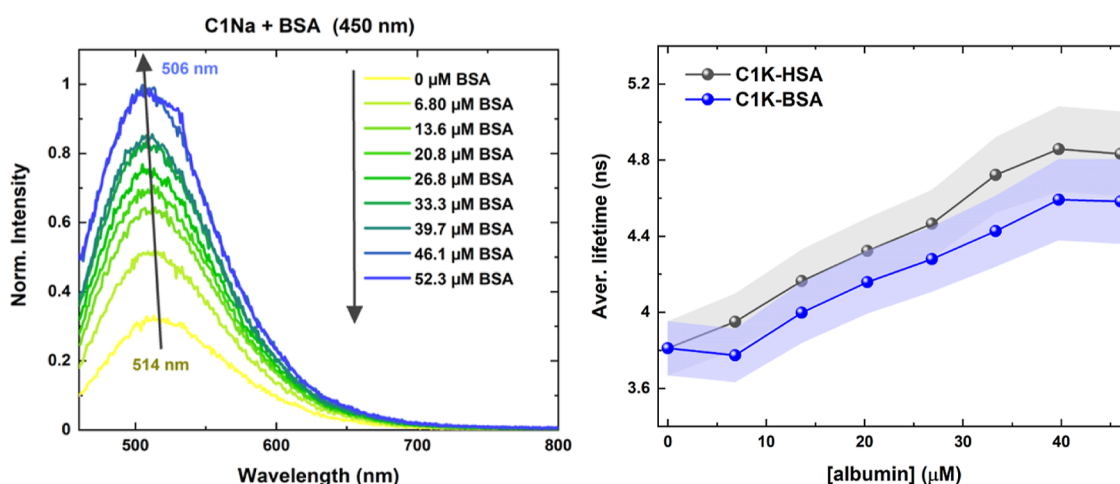 C1Na + BSA (450 nm)
Norm. Intensity
1
0.8
0.6
0.4
0.2
0
500
600
700
800
Wavelength (nm)
506 nm
514 nm
0 µM BSA
6.80 µM BSA
13.6 µM BSA
20.8 µM BSA
26.8 µM BSA
33.3 µM BSA
39.7 µM BSA
46.1 µM BSA
52.3 µM BSA
Aver. lifetime (ns)
5.2
4.8
4.4
4
3.6
0
10
20
30
40
[albumin] (µM)
C1K-HSA
C1K-BSA